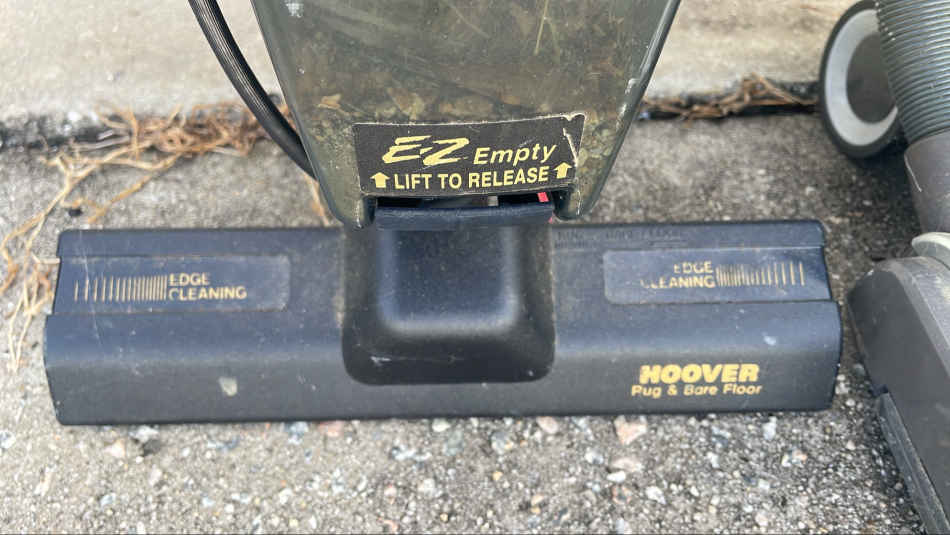 E-Z Empty
LIFT TO RELEASE
EDGE
CLEANING
EDGE
CLEANING
HOOVER
Rug & Bare Floor